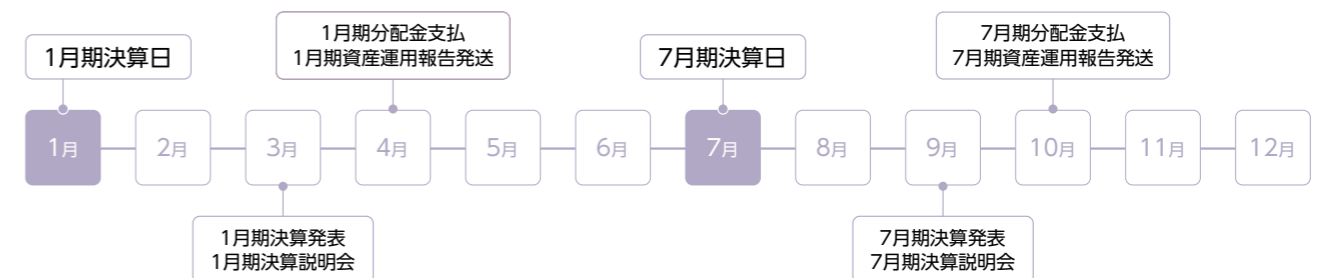 1月期分配金支払
1月期資産運用報告発送
7月期分配金支払
7月期資産運用報告発送
1月期決算日
7月期決算日
1月
2月
3月
4月
5月
6月
7月
8月
9月
10月
11月
12月
1月期決算発表
1月期決算説明会
7月期決算発表
7月期決算説明会